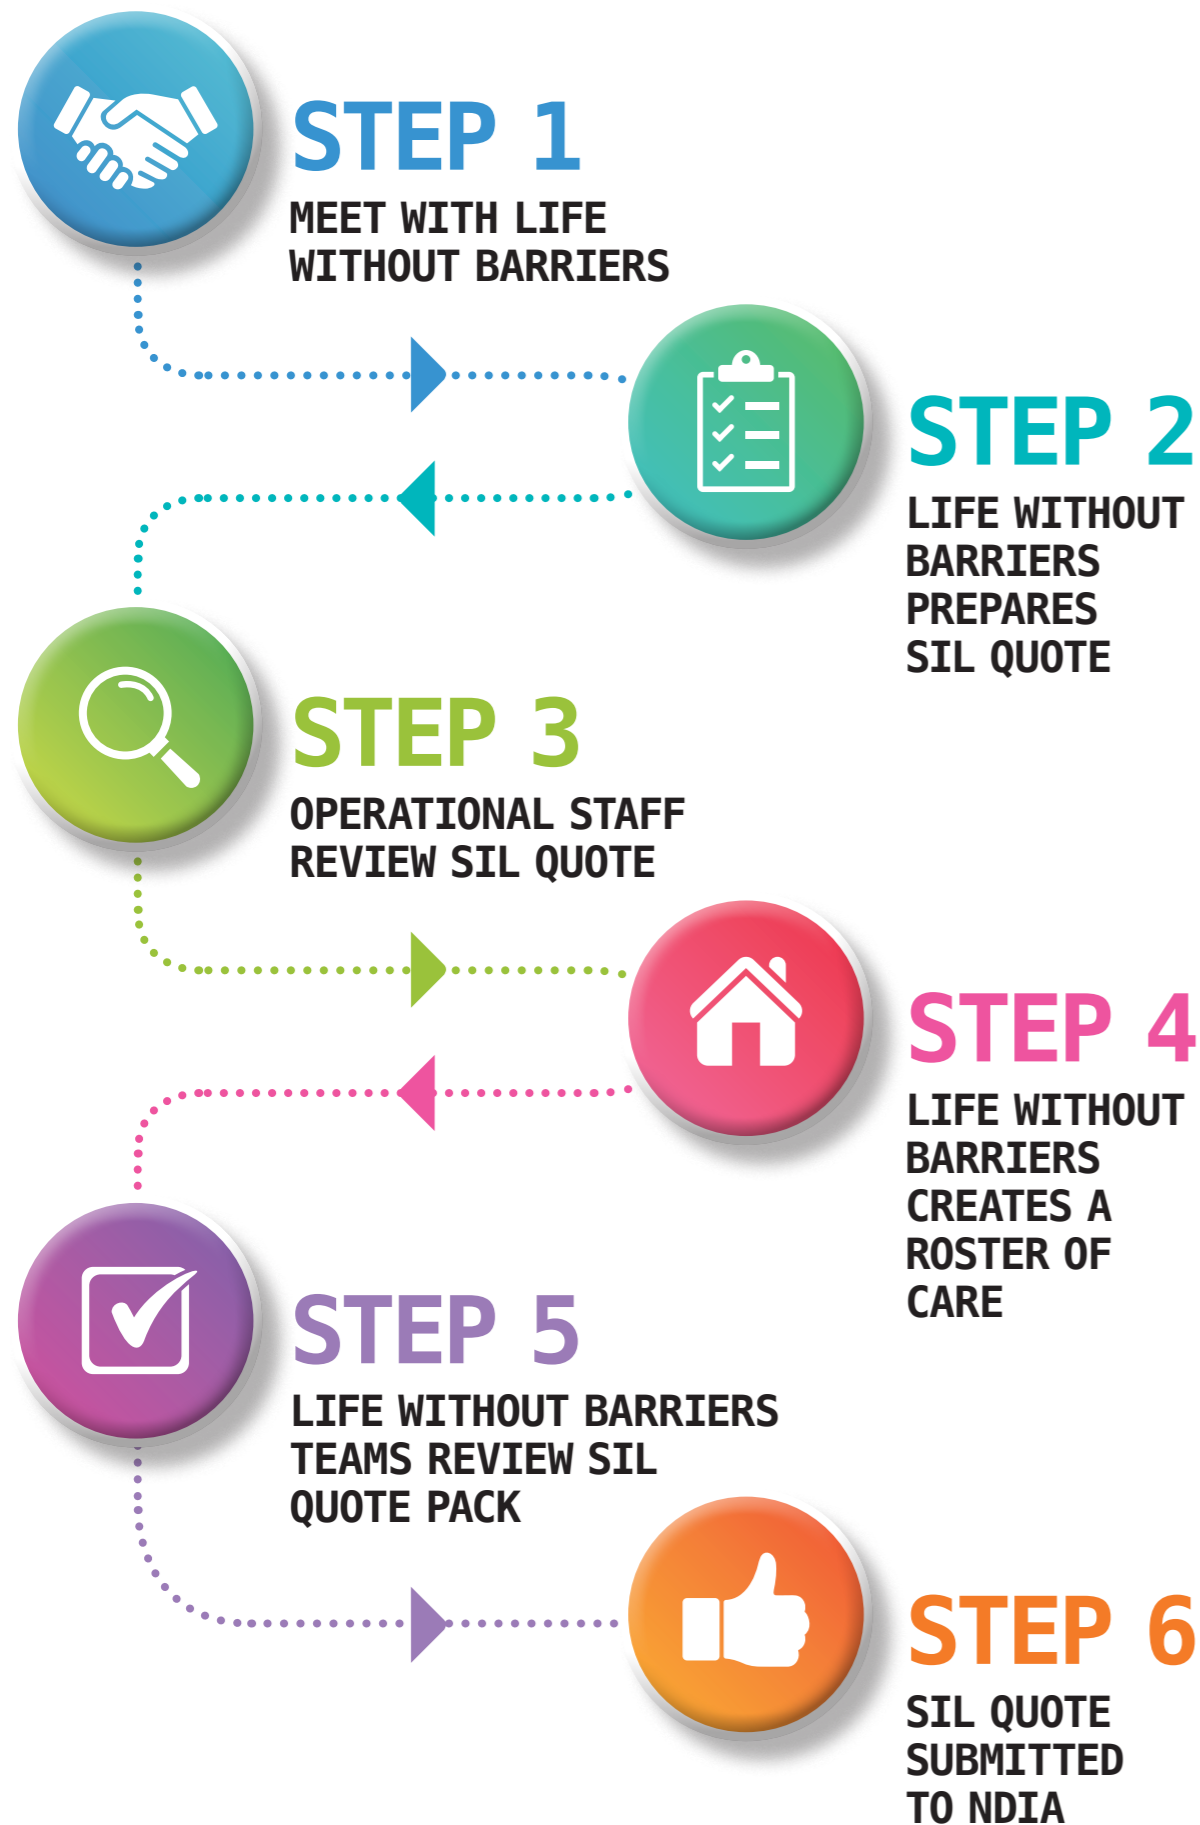 STEP 1
MEET WITH LIFE
WITHOUT BARRIERS
STEP 2
LIFE WITHOUT
BARRIERS
PREPARES
SIL QUOTE
STEP 3
OPERATIONAL STAFF
REVIEW SIL QUOTE
STEP 4
LIFE WITHOUT
BARRIERS
CREATES A
ROSTER OF
CARE
STEP 5
LIFE WITHOUT BARRIERS
TEAMS REVIEW SIL
QUOTE PACK
STEP 6
SIL QUOTE
SUBMITTED
TO NDIA